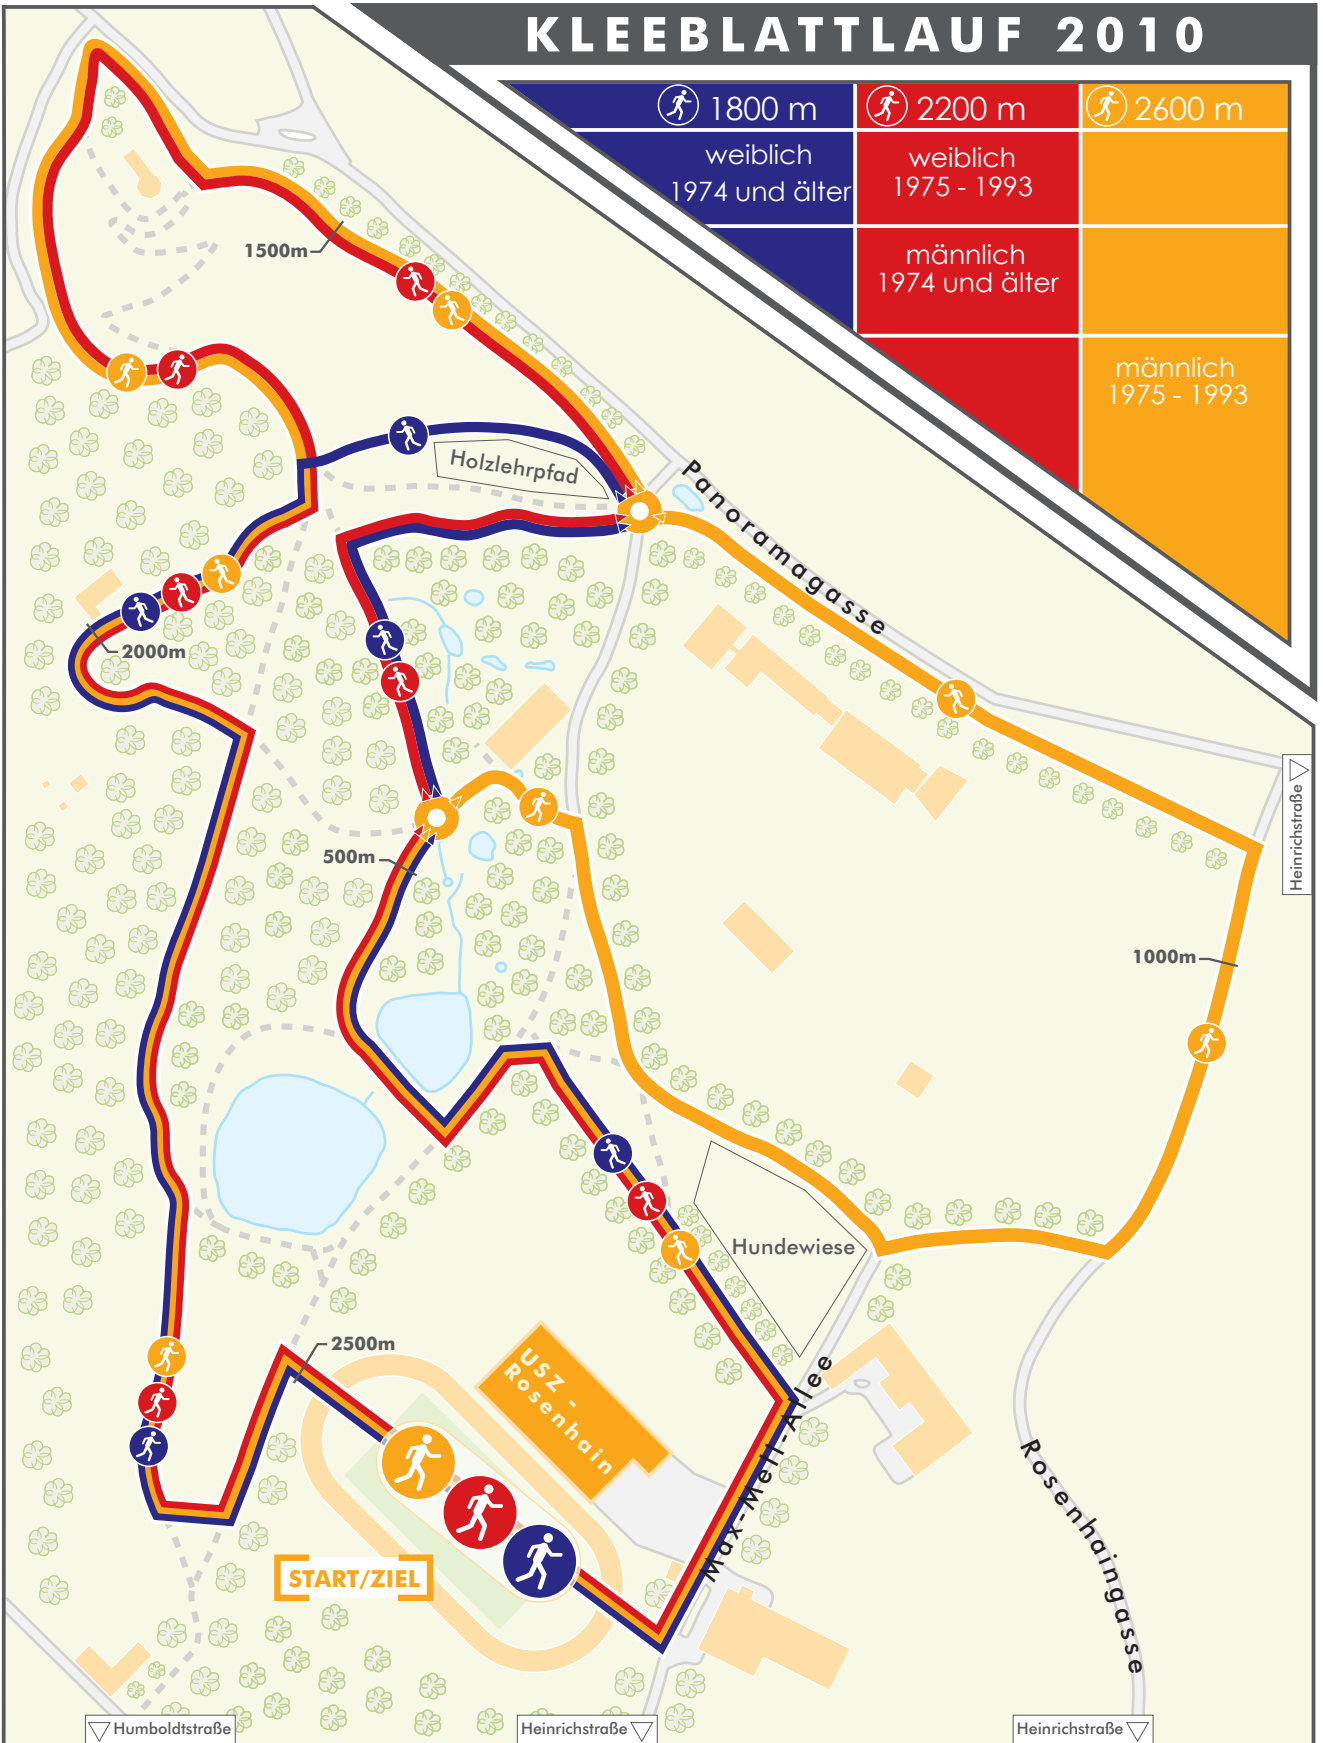 KLEEBLATTLAUF 2010
1800 m
2200 m
2600 m
weiblich
1974 und älter
weiblich
1975 - 1993
männlich
1974 und älter
männlich
1975 - 1993
1500m
Holzlehrpfad
Panoramagasse
2000m
Heinrichstraße
500m
1000m
Hundewiese
2500m
USZ -
Rosenhain
Max-Mell-Allee
Rosenhaingasse
START/ZIEL
Humboldtstraße
Heinrichstraße
Heinrichstraße